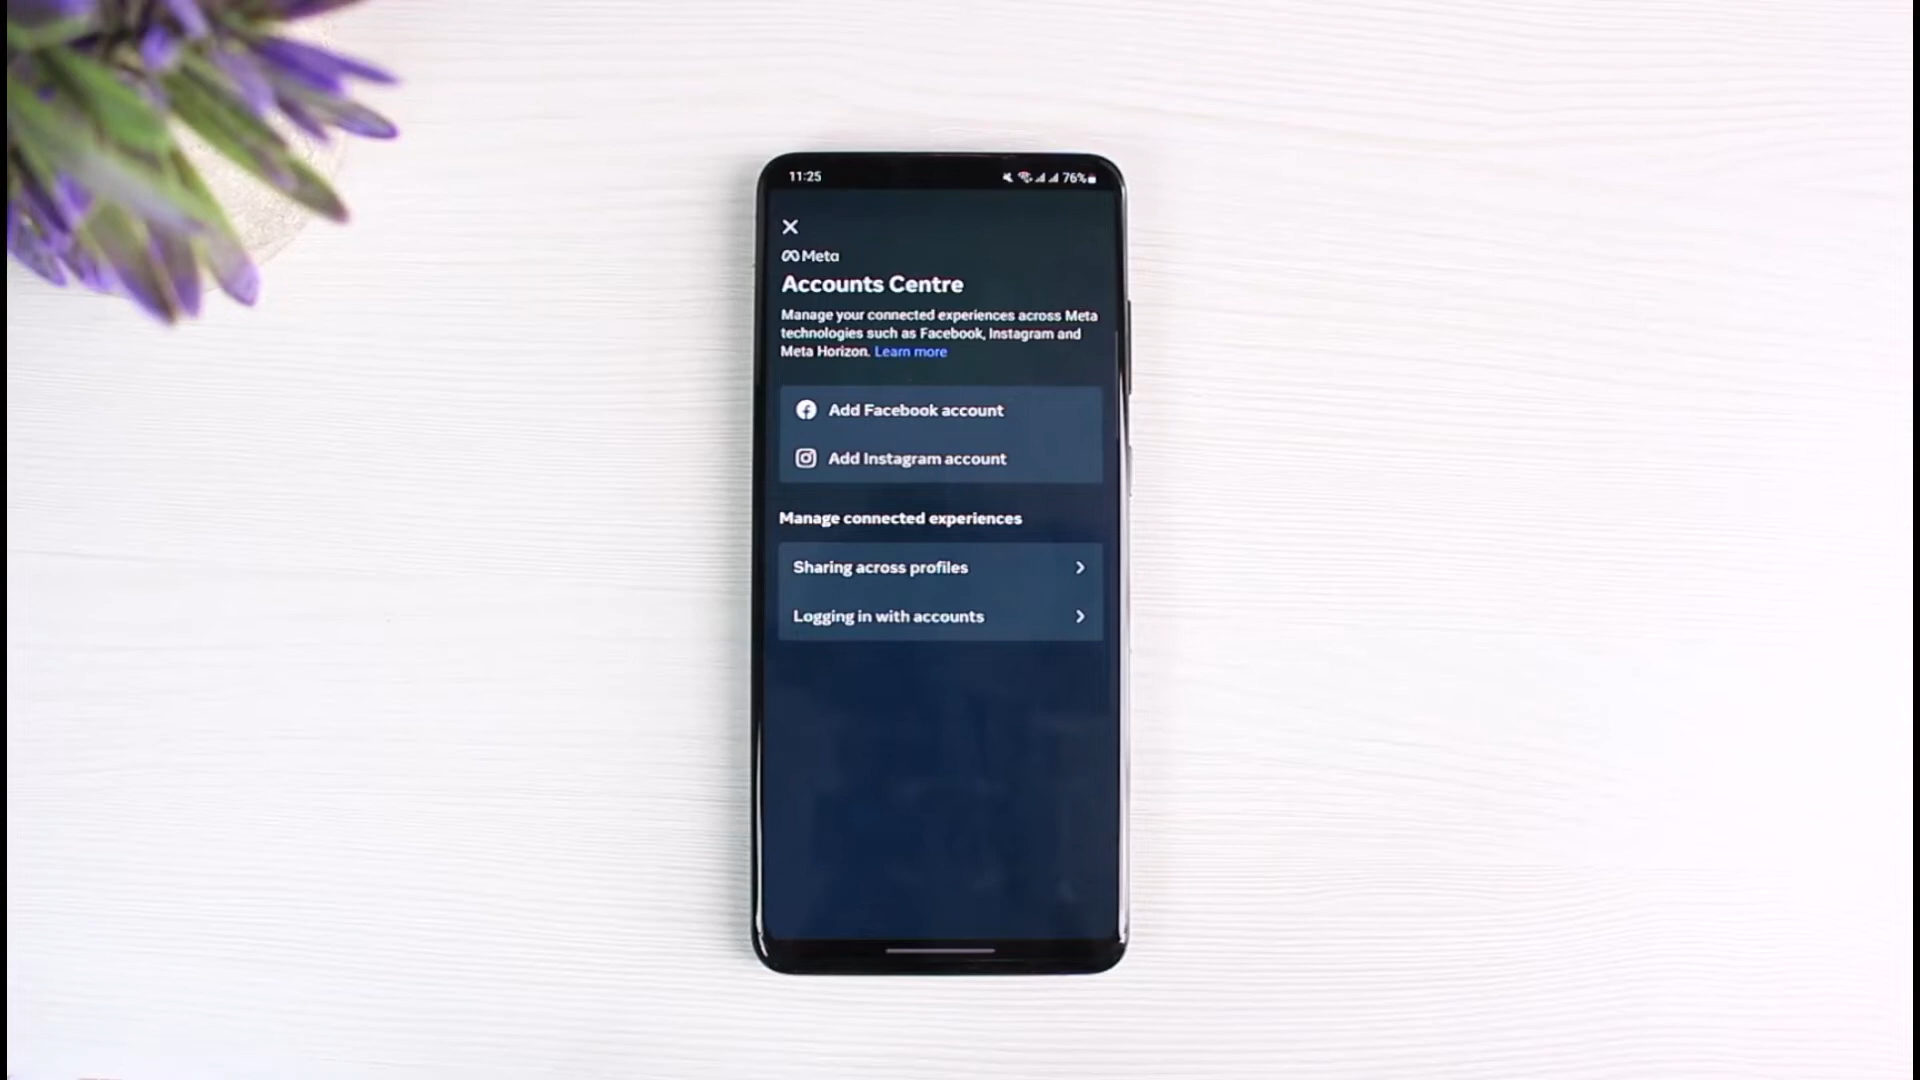 11:25 76%
Meta
Accounts Centre
Manage your connected experiences across Meta
technologies such as Facebook, Instagram and
Meta Horizon. Learn more
Add Facebook account
Add Instagram account
Manage connected experiences
Sharing across profiles
Logging in with accounts